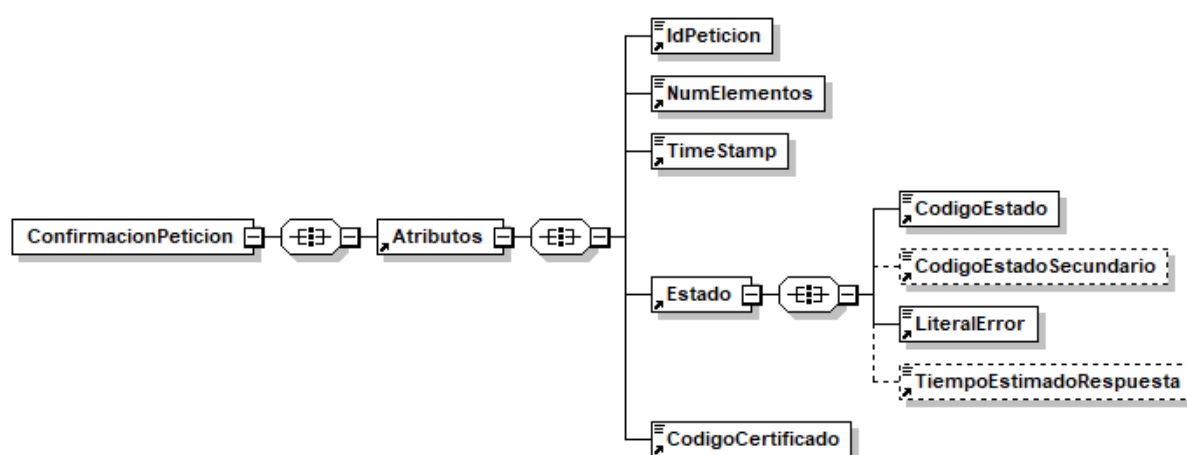 IdPeticion
NumElementos
TimeStamp
CodigoEstado
ConfirmacionPeticion
Atributos
CodigoEstadoSecundario
Estado
LiteralError
TiempoEstimadoRespuesta
CodigoCertificado